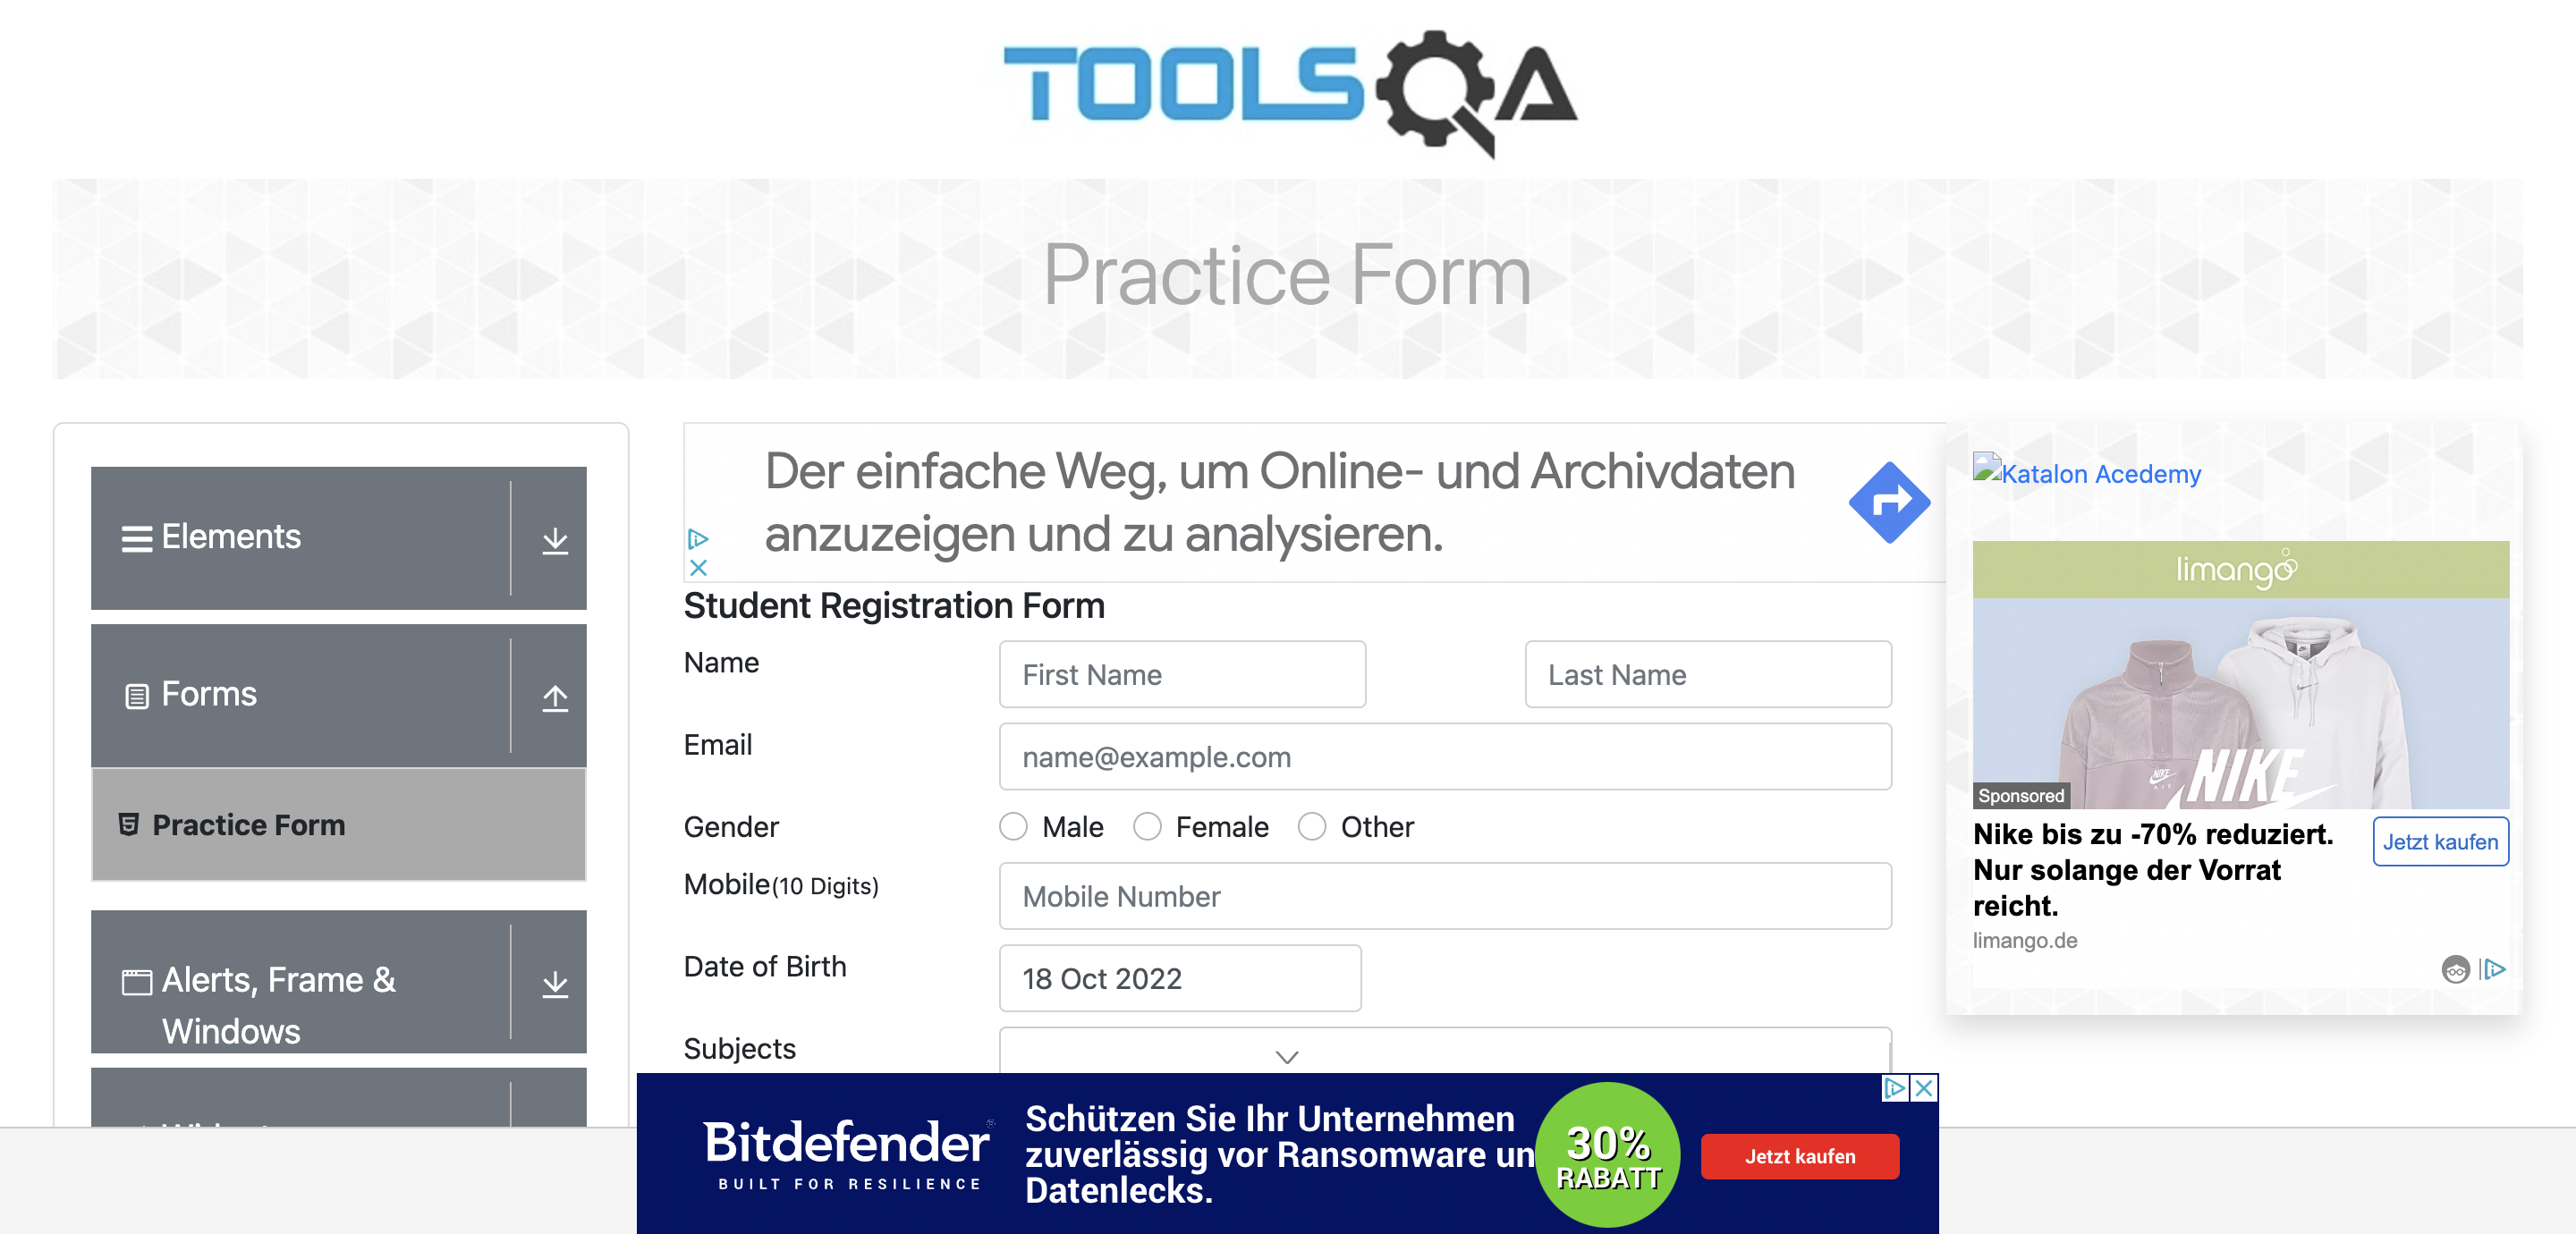 TOOLSQA
Practice Form
Elements
Forms
Practice Form
Alerts, Frame &
Windows
Der einfache Weg, um Online- und Archivdaten
anzuzeigen und zu analysieren.
Student Registration Form
Name
First Name
Last Name
Email
name@example.com
Gender
Male
Female
Other
Mobile(10 Digits)
Mobile Number
Date of Birth
18 Oct 2022
Subjects
Katalon Acedemy
limango
NIKE
NIKE
Sponsored
Nike bis zu -70% reduziert.
Nur solange der Vorrat
reicht.
Jetzt kaufen
limango.de
Bitdefender
BUILT FOR RESILIENCE
Schützen Sie Ihr Unternehmen
zuverlässig vor Ransomware un
Datenlecks.
30%
RABATT
Jetzt kaufen